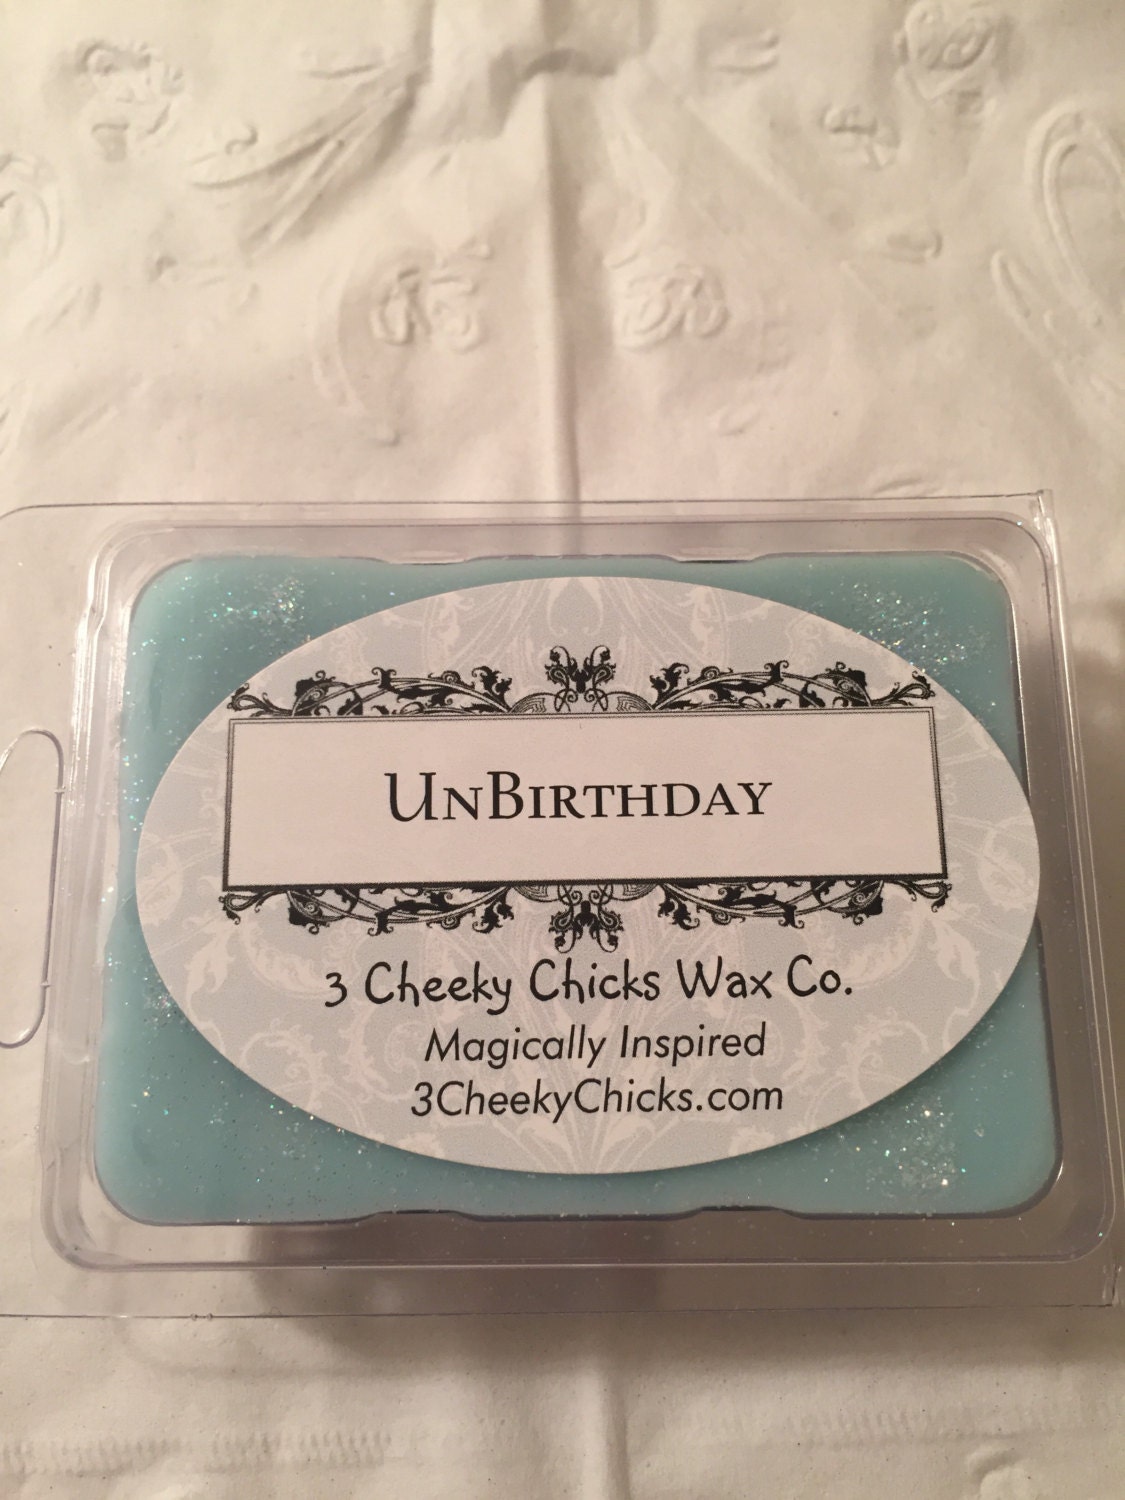 UnBirthday
3 Cheeky Chicks Wax Co.
Magically Inspired
3CheekyChicks.com